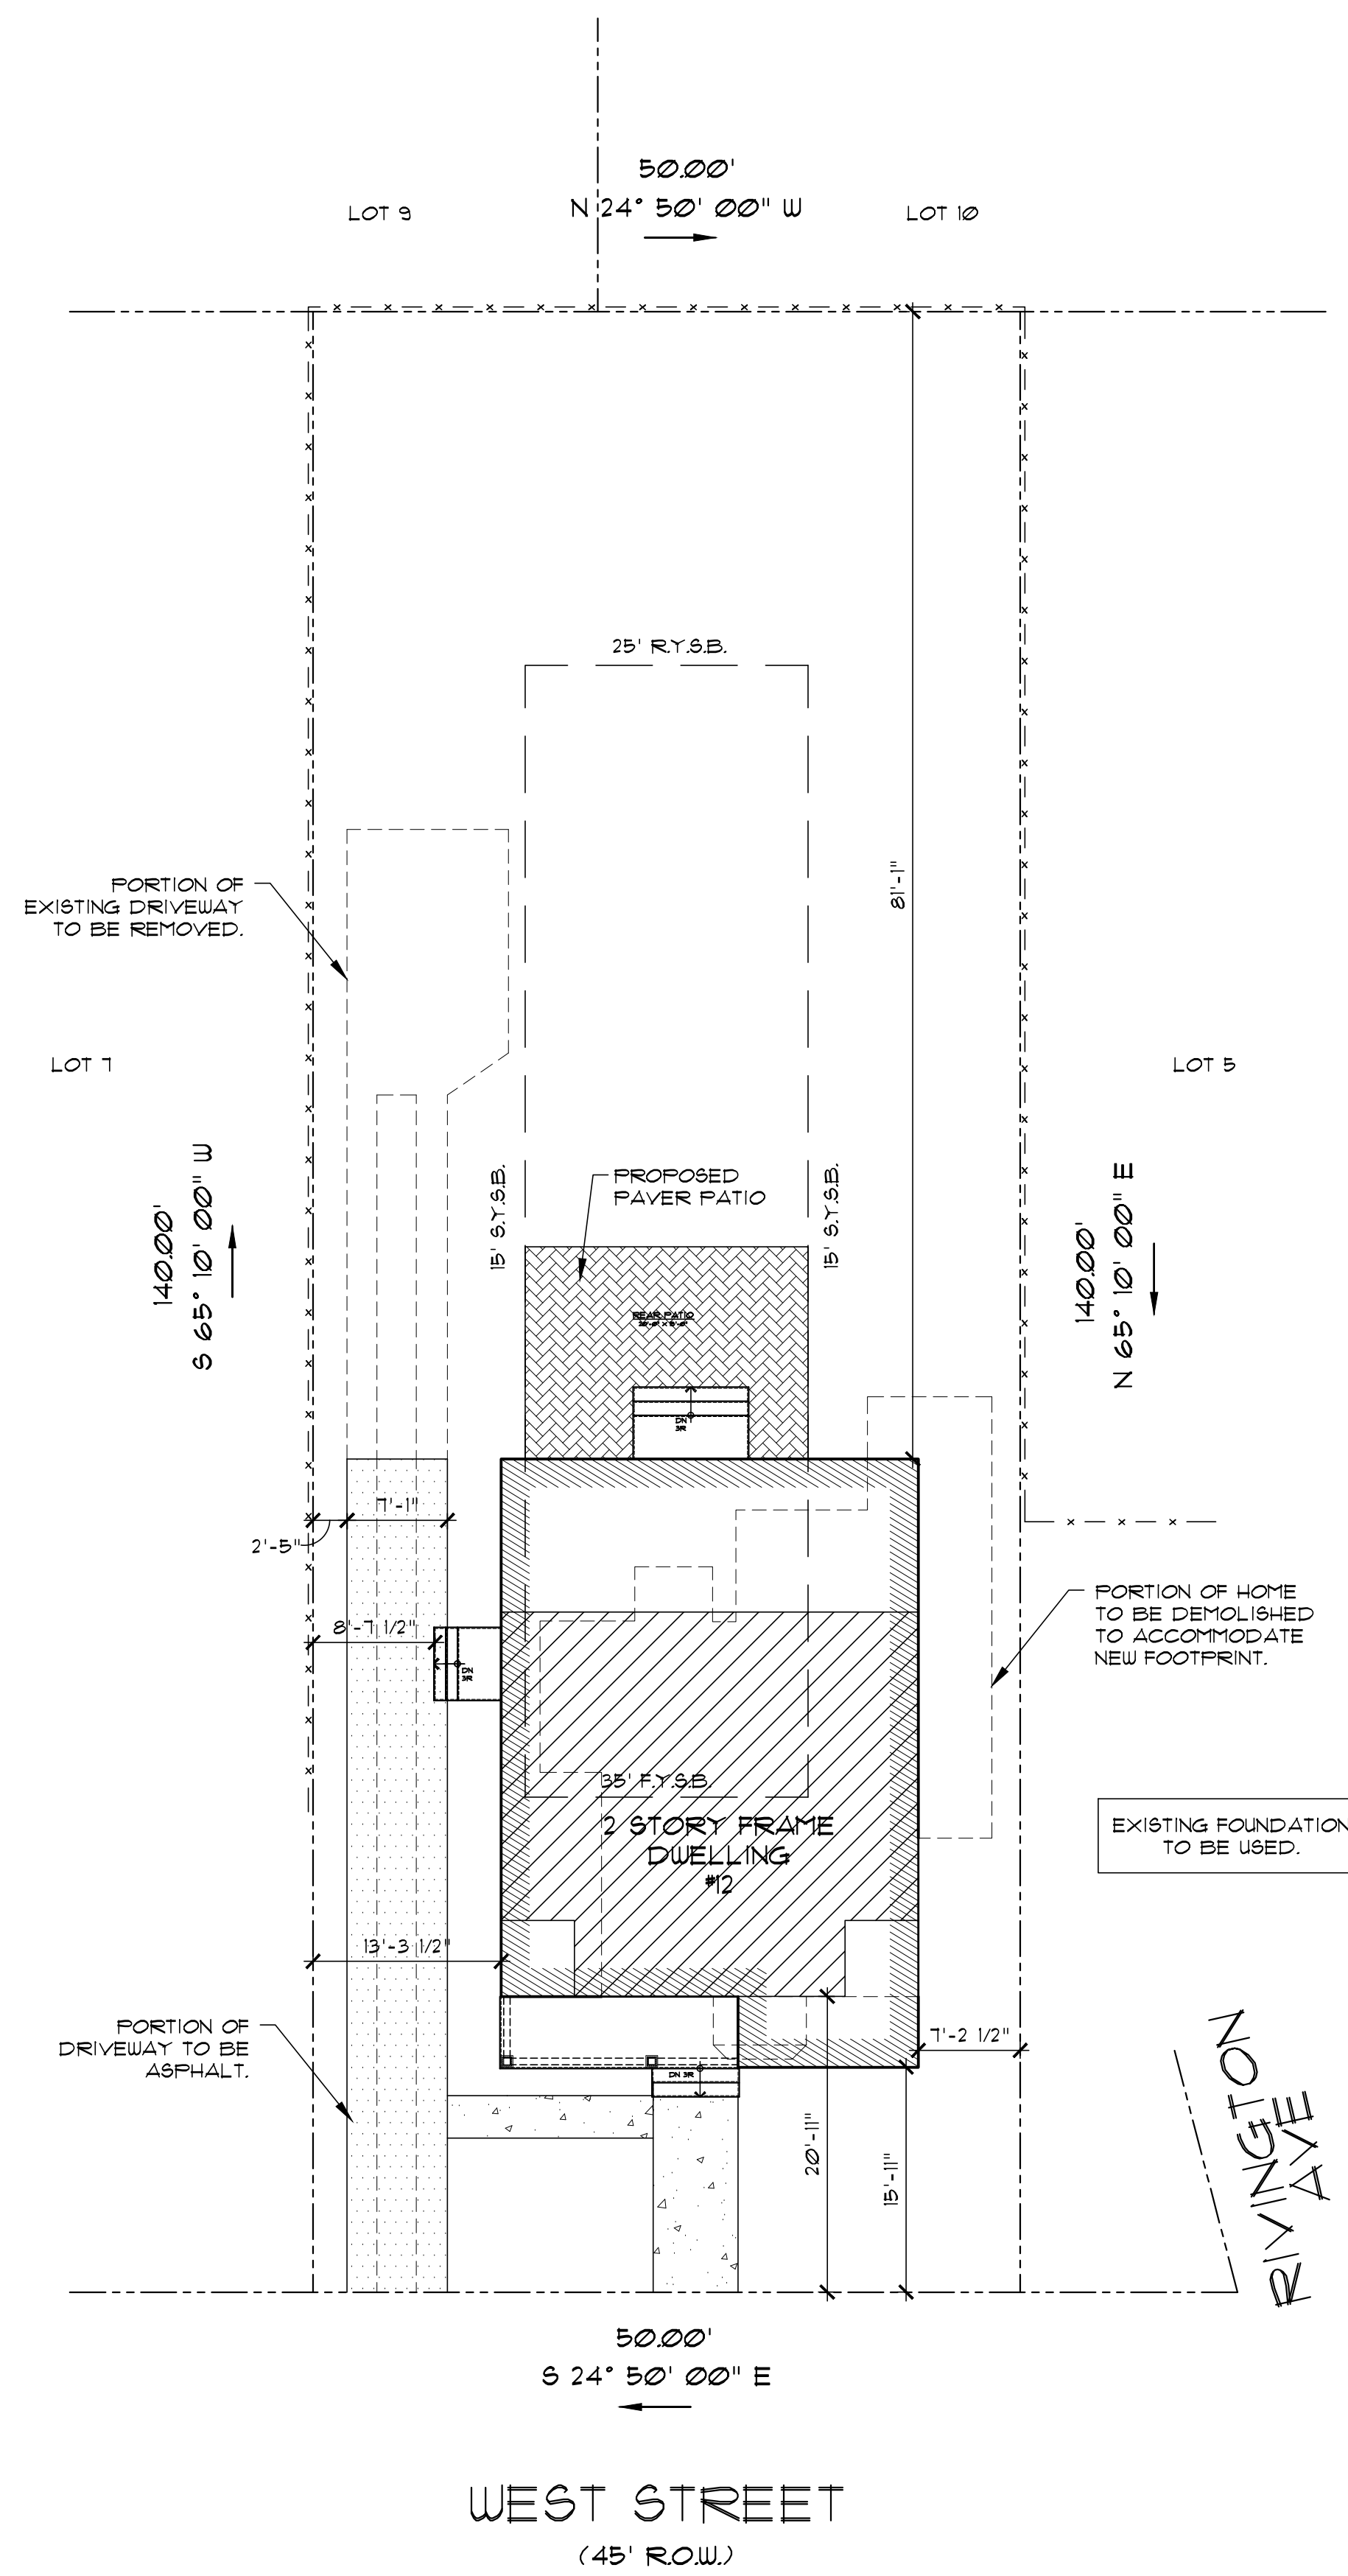 50.00'
N 24° 50' 00" W
LOT 9
LOT 10
25' R.Y.S.B.
81'-1"
PORTION OF
EXISTING DRIVEWAY
TO BE REMOVED.
LOT 7
LOT 5
140.00'
S 65° 10' 00" W
15' S.Y.S.B.
PROPOSED
PAVER PATIO
15' S.Y.S.B.
140.00'
N 65° 10' 00" E
REAR PATIO
DN
3R
7'-1"
2'-5"
8'-7 1/2"
DN
3R
PORTION OF HOME
TO BE DEMOLISHED
TO ACCOMMODATE
NEW FOOTPRINT.
35' F.Y.S.B.
2 STORY FRAME
DWELLING
#12
EXISTING FOUNDATION
TO BE USED.
13'-3 1/2"
PORTION OF
DRIVEWAY TO BE
ASPHALT.
7'-2 1/2"
DN 3R
20'-11"
15'-11"
RIVINGTON
AVE
50.00'
S 24° 50' 00" E
WEST STREET
(45' R.O.W.)